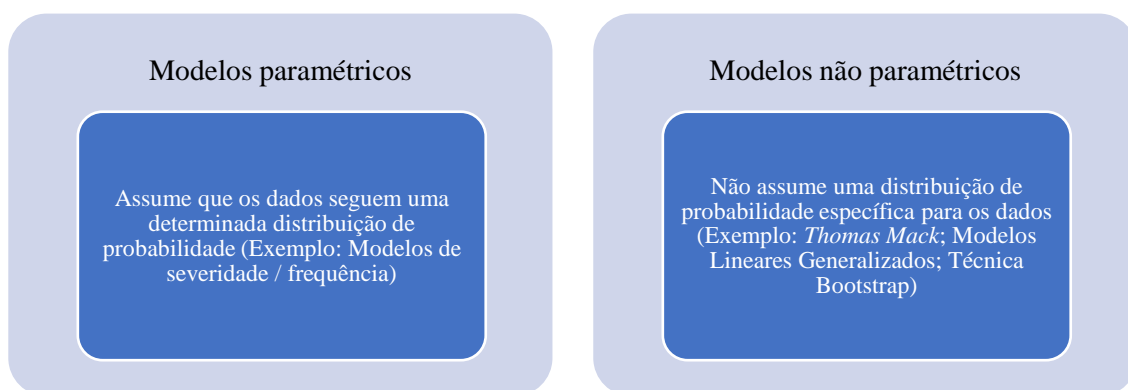 Modelos paramétricos
Assume que os dados seguem uma
determinada distribuição de
probabilidade (Exemplo: Modelos de
severidade / frequência)
Modelos não paramétricos
Não assume uma distribuição de
probabilidade específica para os dados
(Exemplo: Thomas Mack; Modelos
Lineares Generalizados; Técnica
Bootstrap)